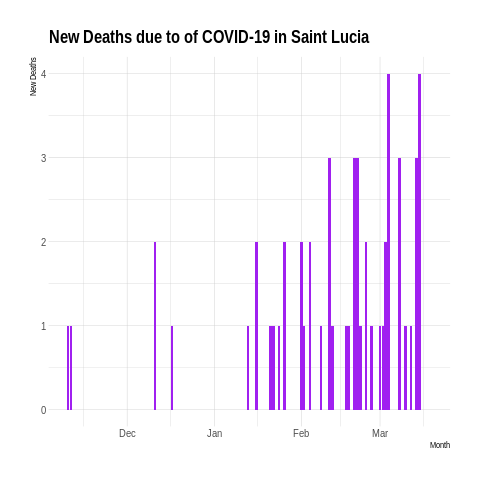 New Deaths due to of COVID-19 in Saint Lucia
New Deaths
4
3
2
1
0
Dec Jan Feb Mar
Month